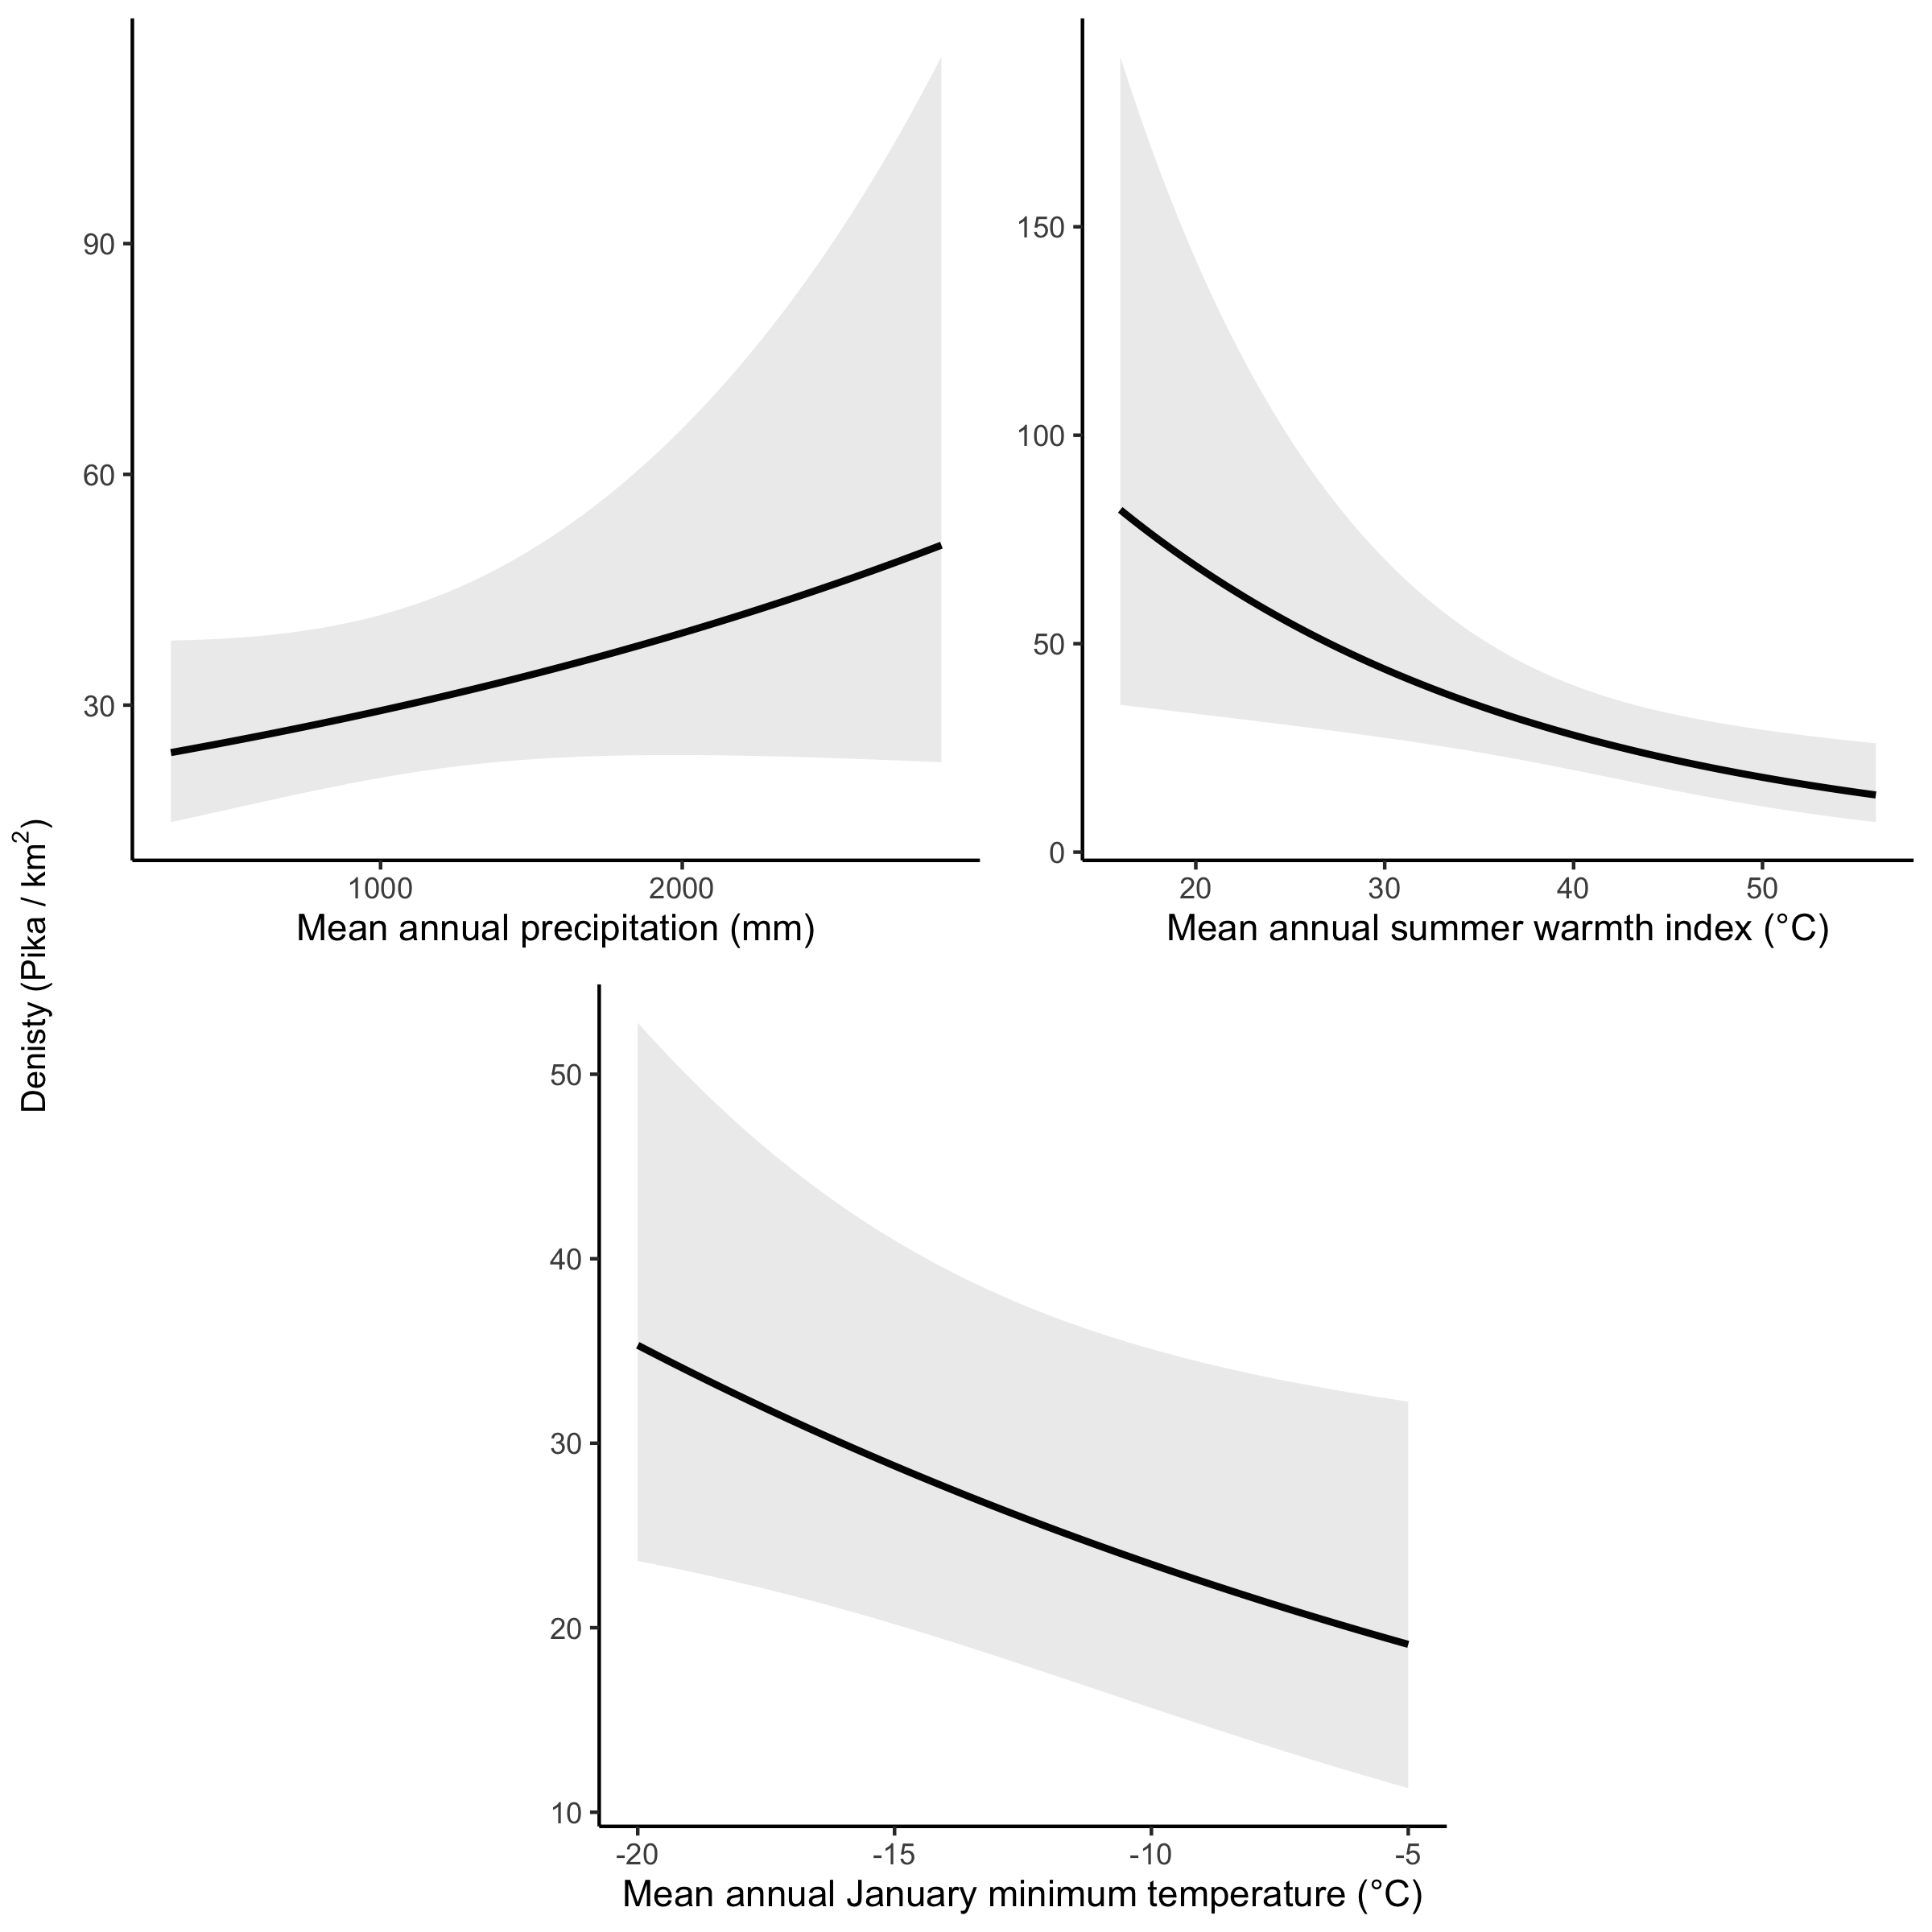 Denisty (Pika / km²)
90
60
30
1000 2000
Mean annual precipitation (mm)
150
100
50
0
20 30 40 50
Mean annual summer warmth index (°C)
50
40
30
20
10
-20 -15 -10 -5
Mean annual January minimum temperature (°C)